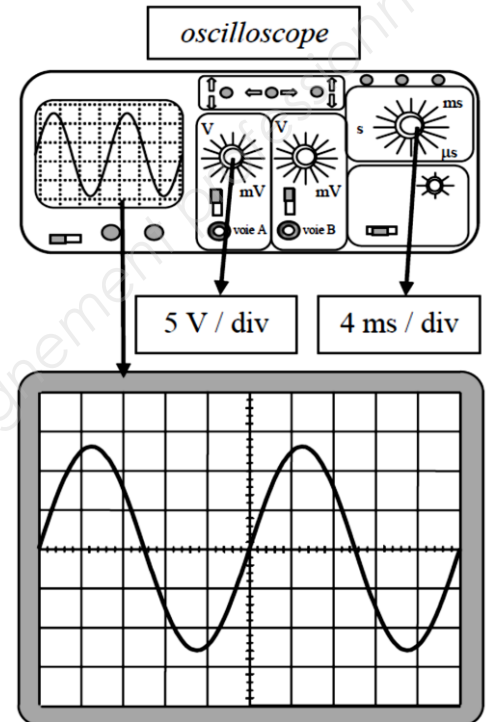 oscilloscope
V
mV
voie A
V
mV
voie B
s
ms
µs
5 V / div
4 ms / div